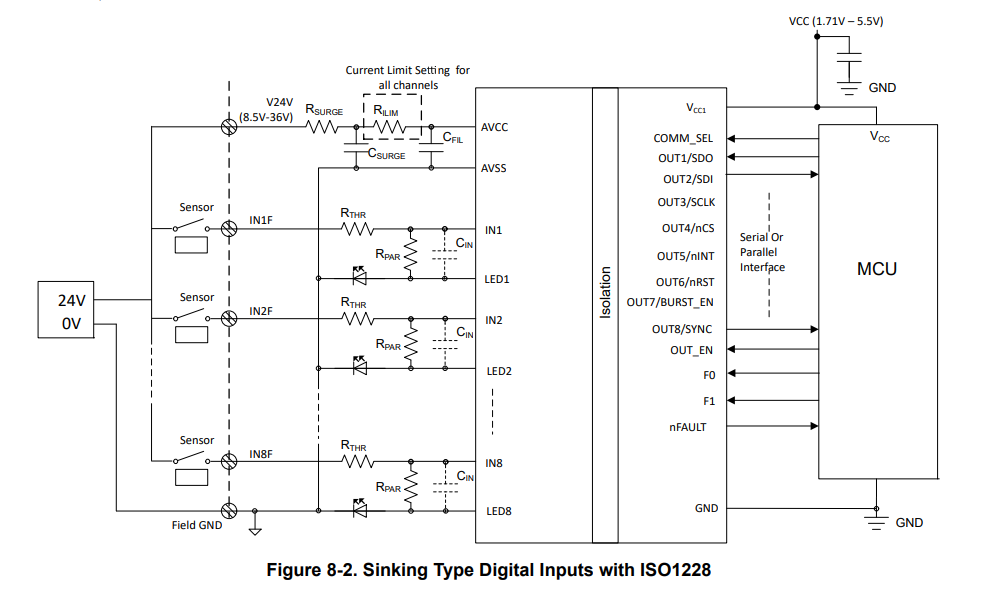 VCC (1.71V – 5.5V)
GND
Current Limit Setting for
all channels
V24V
(8.5V-36V)
RSURGE
RILIM
CSURGE
CFIL
AVCC
AVSS
VCC1
COMM_SEL
OUT1/SDO
OUT2/SDI
OUT3/SCLK
OUT4/nCS
OUT5/nINT
OUT6/nRST
OUT7/BURST_EN
OUT8/SYNC
OUT_EN
F0
F1
nFAULT
GND
VCC
MCU
Serial Or
Parallel
Interface
Isolation
Sensor
IN1F
RTHR
RPAR
CIN
IN1
LED1
24V
0V
Sensor
IN2F
RTHR
RPAR
CIN
IN2
LED2
Sensor
IN8F
RTHR
RPAR
CIN
IN8
LED8
Field GND
GND
Figure 8-2. Sinking Type Digital Inputs with ISO1228